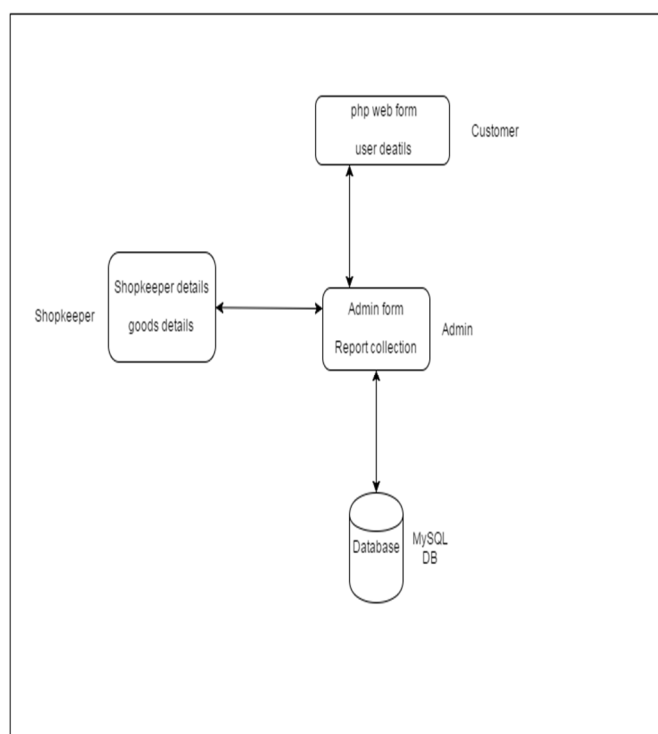 php web form
user deatils
Customer
Shopkeeper details
goods details
Shopkeeper
Admin form
Report collection
Admin
Database
MySQL
DB